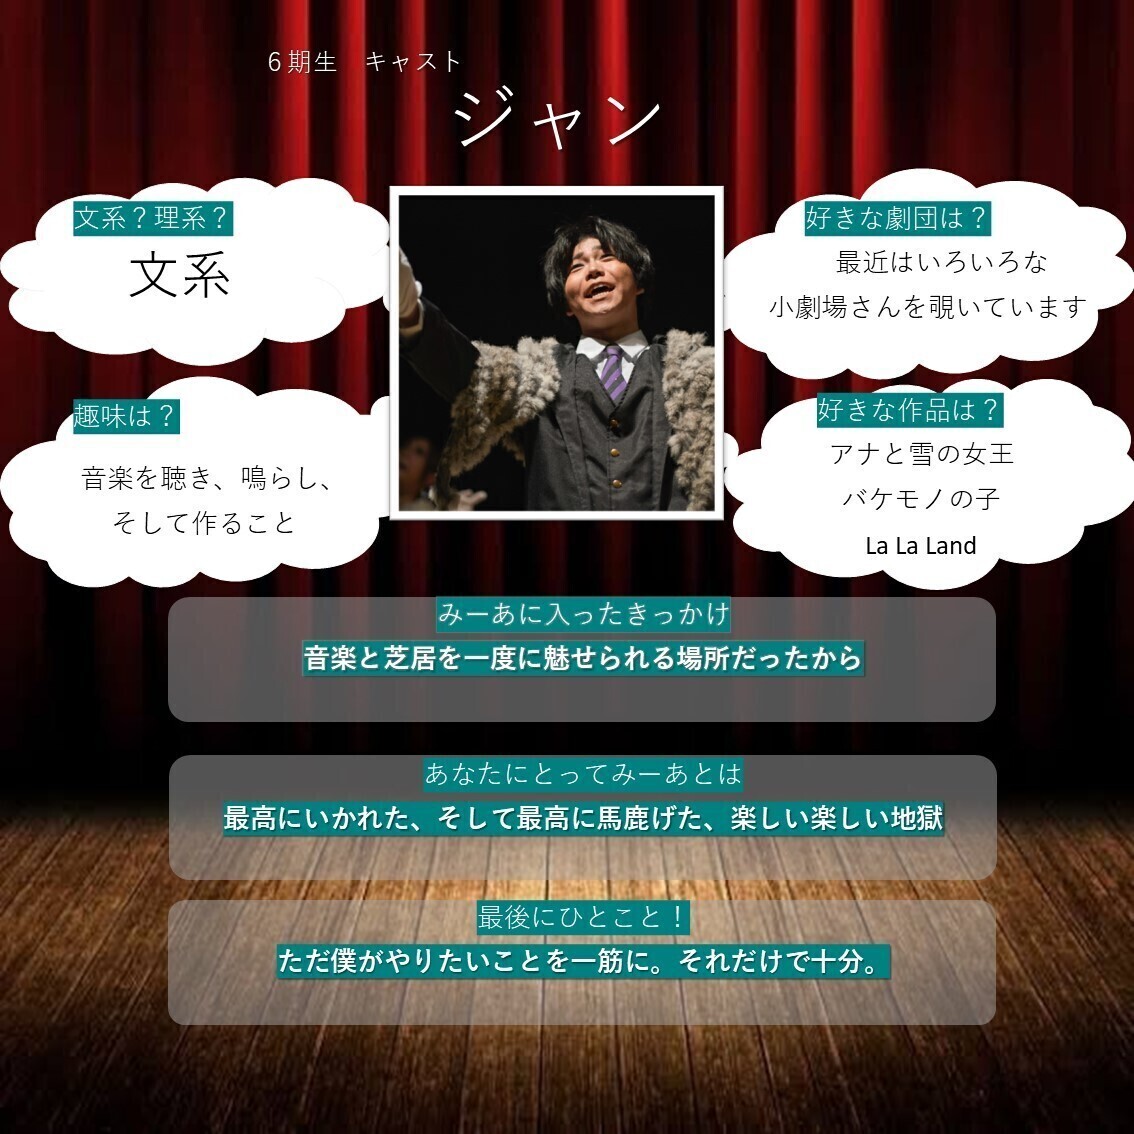 ６期生　キャスト
ジャン
文系？理系？
文系
好きな劇団は？
最近はいろいろな
小劇場さんを覗いています
趣味は？
音楽を聴き、鳴らし、
そして作ること
好きな作品は？
アナと雪の女王
バケモノの子
La La Land
みーあに入ったきっかけ
音楽と芝居を一度に魅せられる場所だったから
あなたにとってみーあとは
最高にいかれた、そして最高に馬鹿げた、楽しい楽しい地獄
最後にひとこと！
ただ僕がやりたいことを一筋に。それだけで十分。